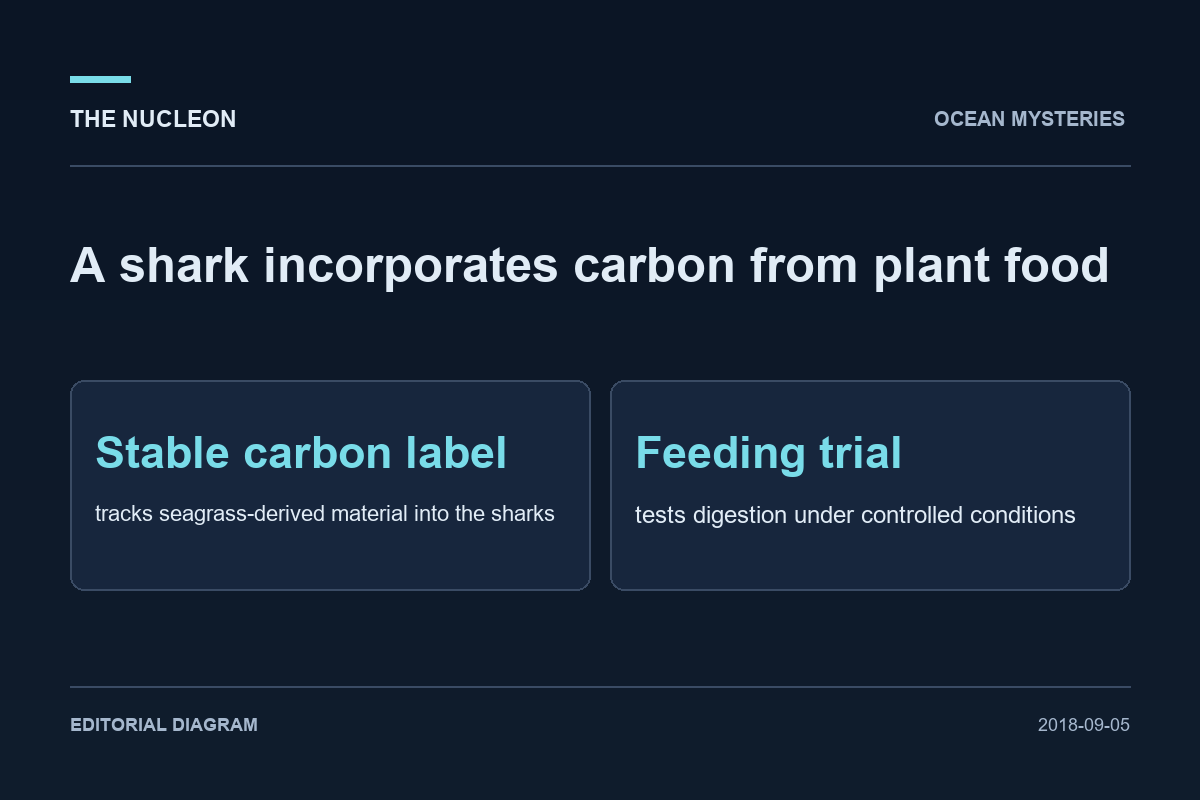 THE NUCLEON
OCEAN MYSTERIES
A shark incorporates carbon from plant food
Stable carbon label
tracks seagrass-derived material into the sharks
Feeding trial
tests digestion under controlled conditions
EDITORIAL DIAGRAM
2018-09-05